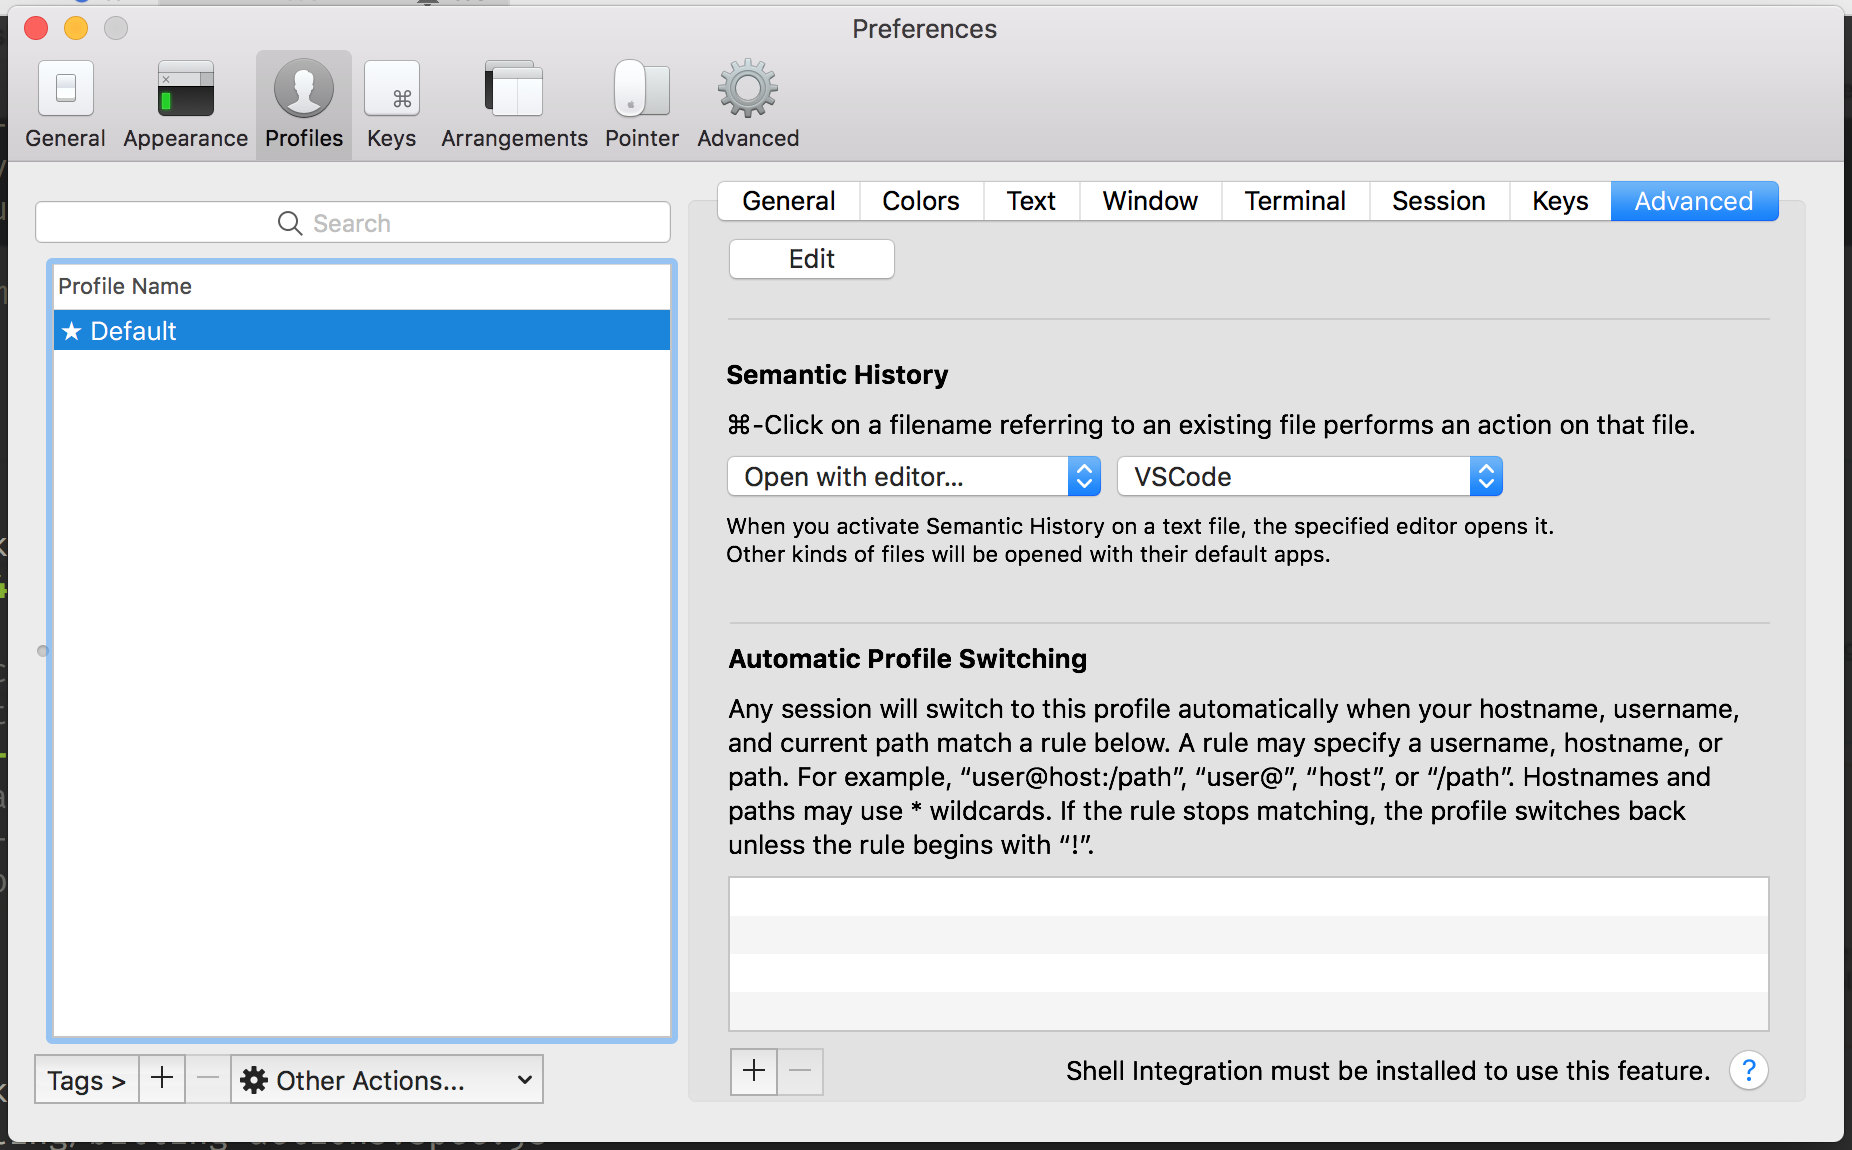 Preferences
General
Appearance
Profiles
Keys
Arrangements
Pointer
Advanced
Search
Profile Name
★ Default
Tags >
Other Actions...
General
Colors
Text
Window
Terminal
Session
Keys
Advanced
Edit
Semantic History
⌘-Click on a filename referring to an existing file performs an action on that file.
Open with editor...
VSCode
When you activate Semantic History on a text file, the specified editor opens it.
Other kinds of files will be opened with their default apps.
Automatic Profile Switching
Any session will switch to this profile automatically when your hostname, username,
and current path match a rule below. A rule may specify a username, hostname, or
path. For example, “user@host:/path”, “user@”, “host”, or “/path”. Hostnames and
paths may use * wildcards. If the rule stops matching, the profile switches back
unless the rule begins with “!”.
Shell Integration must be installed to use this feature.
?